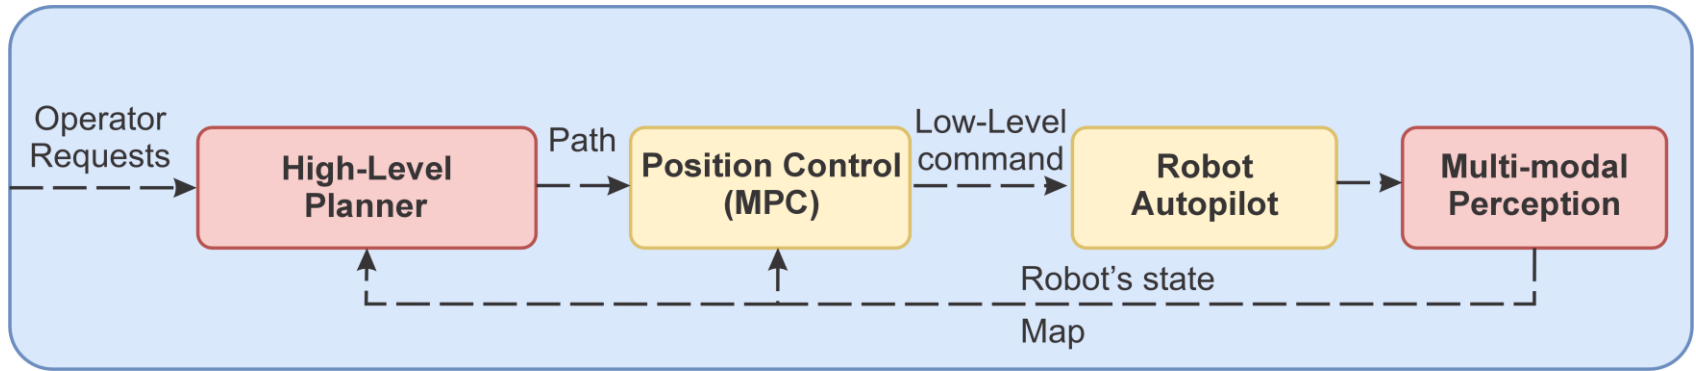 Operator
Requests
High-Level
Planner
Path
Position Control
(MPC)
Low-Level
command
Robot
Autopilot
Multi-modal
Perception
Robot’s state
Map